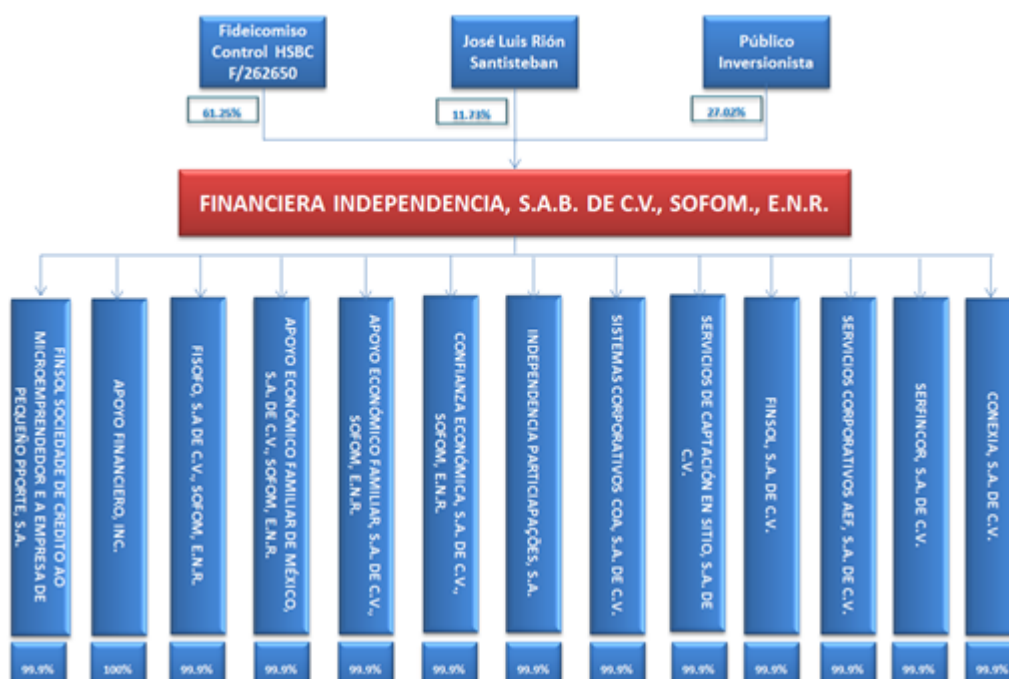 Fideicomiso
Control HSBC
F/262650
José Luis Rión
Santisteban
Público
Inversionista
61.25%
11.73%
27.02%
FINANCIERA INDEPENDENCIA, S.A.B. DE C.V., SOFOM., E.N.R.
FINSOL SOCIEDADE DE CREDITO AO
MICROEMPRENDEDOR E A EMPRESA DE
PEQUEÑO PPORTE, S.A.
APOYO FINANCIERO, INC.
FISOFO, S.A DE C.V., SOFOM, E.N.R.
APOYO ECONÓMICO FAMILIAR DE MÉXICO,
S.A. DE C.V., SOFOM, E.N.R.
APOYO ECONÓMICO FAMILIAR, S.A. DE C.V.,
SOFOM, E.N.R.
CONFIANZA ECONÓMICA, S.A. DE C.V.,
SOFOM, E.N.R.
INDEPENDENCIA PARTICIAPAÇÕES, S.A.
SISTEMAS CORPORATIVOS COA, S.A. DE C.V.
SERVICIOS DE CAPTACIÓN EN SITIO, S.A. DE
C.V.
FINSOL, S.A. DE C.V.
SERVICIOS CORPORATIVOS AEF, S.A. DE C.V.
SERFINCOR, S.A. DE C.V.
CONEXIA, S.A. DE C.V.
99.9%
100%
99.9%
99.9%
99.9%
99.9%
99.9%
99.9%
99.9%
99.9%
99.9%
99.9%
99.9%